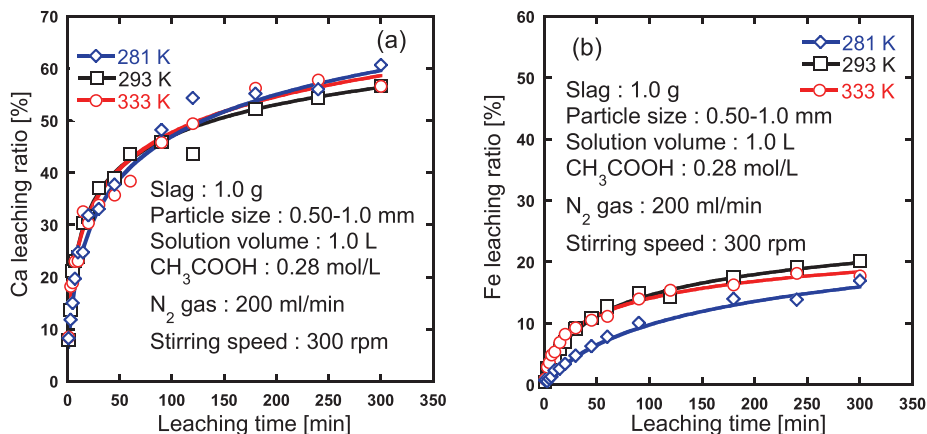 (a)
281 K
293 K
333 K
Slag : 1.0 g
Particle size : 0.50-1.0 mm
Solution volume : 1.0 L
CH3COOH : 0.28 mol/L
N2 gas : 200 ml/min
Stirring speed : 300 rpm
Ca leaching ratio [%]
70
60
50
40
30
20
10
0
0 50 100 150 200 250 300 350
Leaching time [min]
(b)
281 K
293 K
333 K
Slag : 1.0 g
Particle size : 0.50-1.0 mm
Solution volume : 1.0 L
CH3COOH : 0.28 mol/L
N2 gas : 200 ml/min
Stirring speed : 300 rpm
Fe leaching ratio [%]
60
50
40
30
20
10
0
0 50 100 150 200 250 300 350
Leaching time [min]